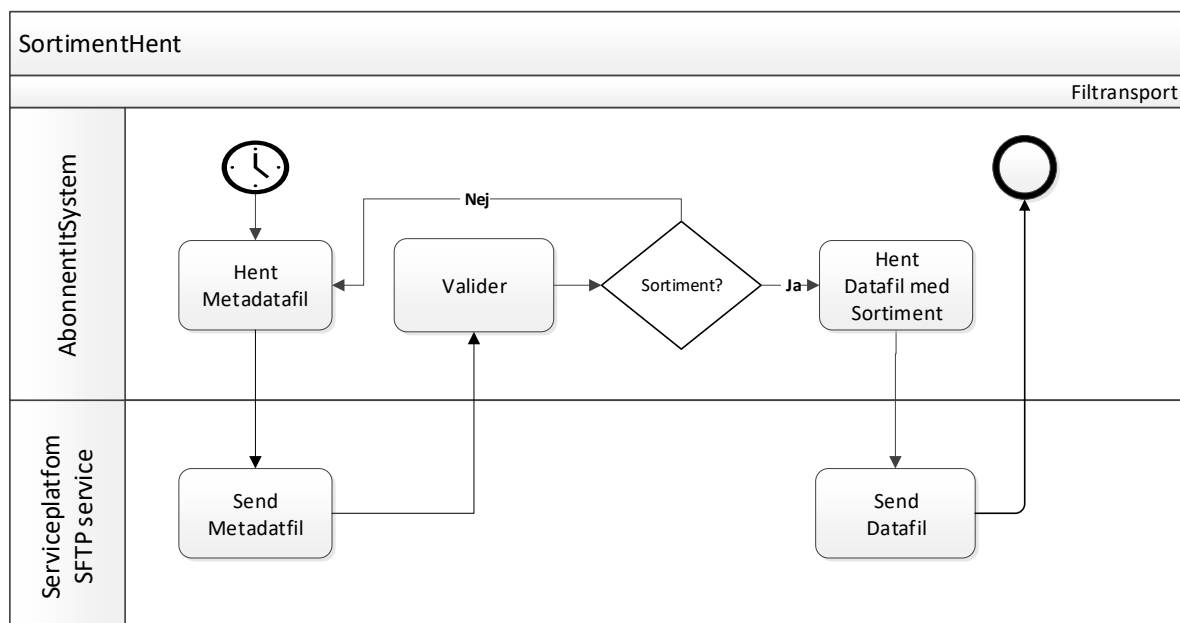 SortimentHent
Filtransport
AbonnentItSystem
Nej
Hent
Metadatafil
Valider
Sortiment?
Ja
Hent
Datafil med
Sortiment
Serviceplatfom
SFTP service
Send
Metadatfil
Send
Datafil